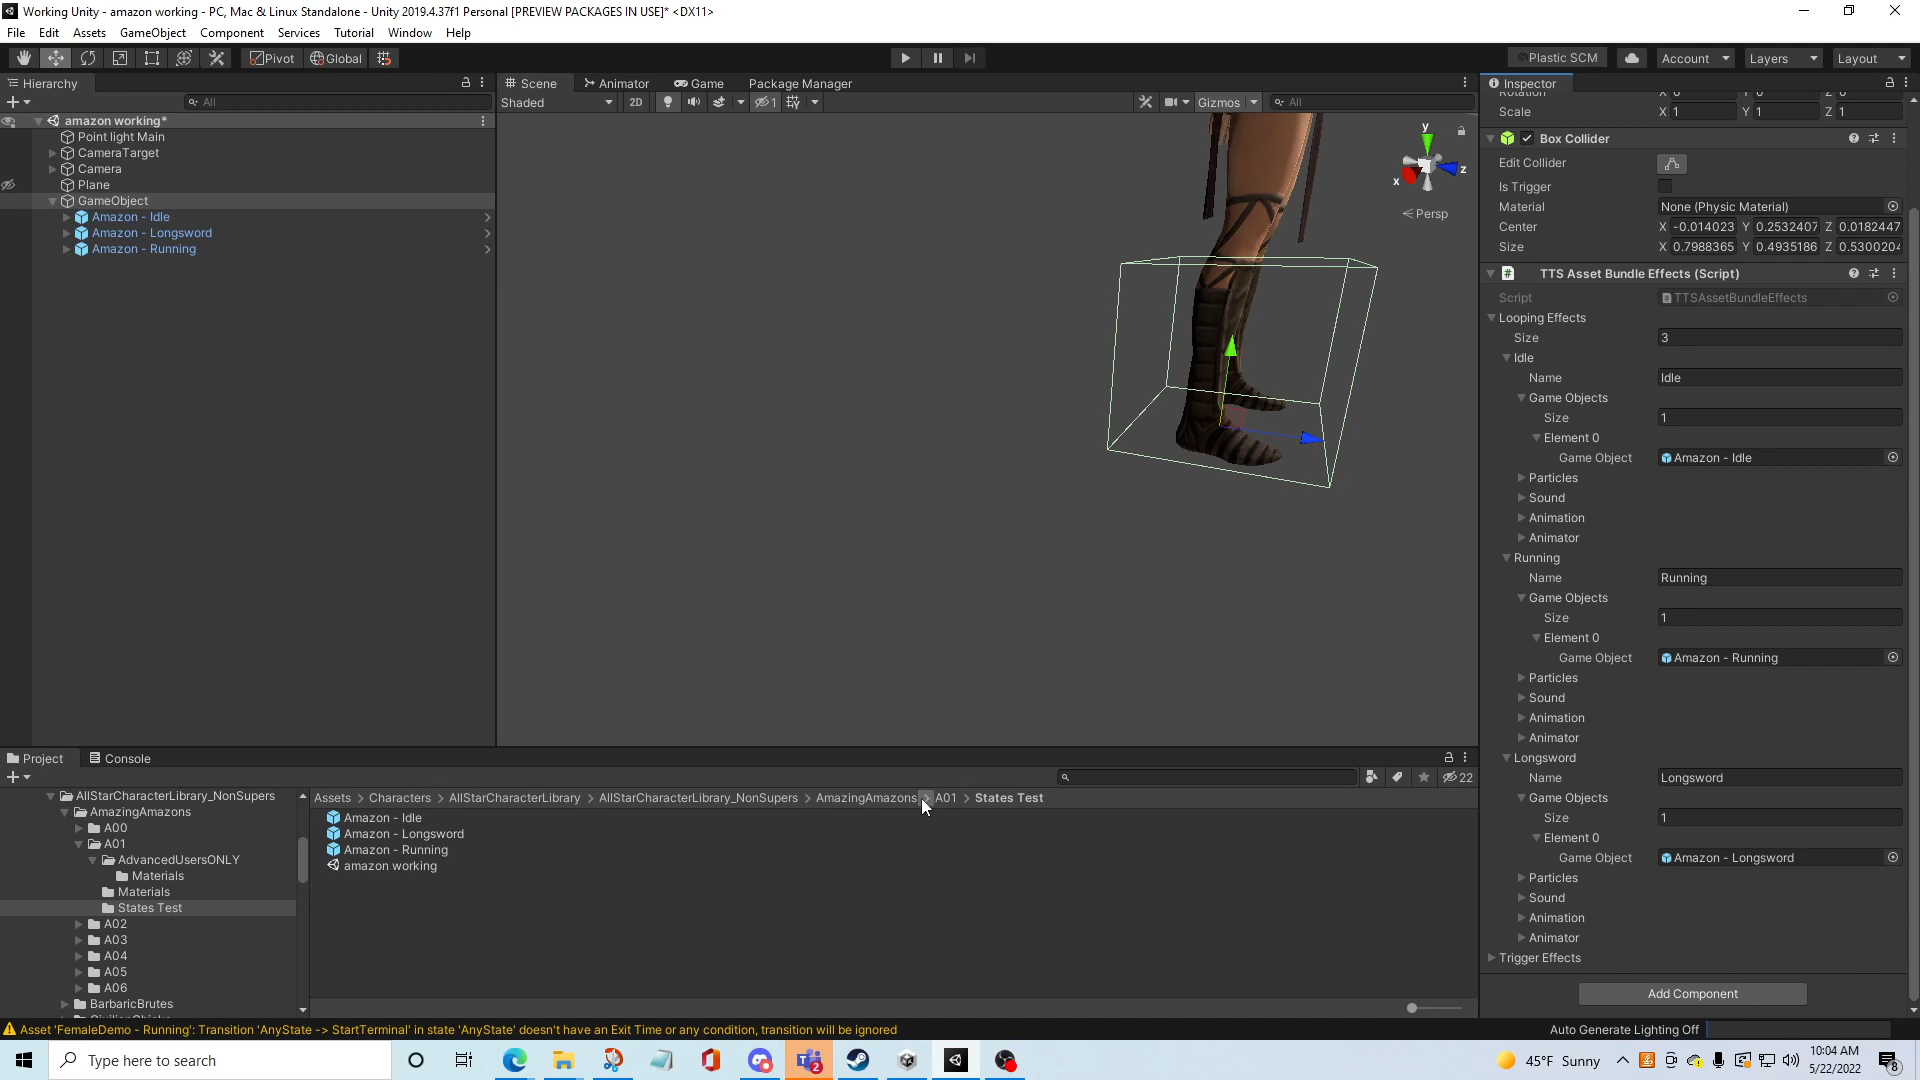 Working Unity - amazon working - PC, Mac & Linux Standalone - Unity 2019.4.37f1 Personal [PREVIEW PACKAGES IN USE]* <DX11>
File Edit Assets GameObject Component Services Tutorial Window Help
Pivot Global Plastic SCM Account Layers Layout
Hierarchy
All
amazon working*
Point light Main
CameraTarget
Camera
Plane
GameObject
Amazon - Idle
Amazon - Longsword
Amazon - Running
Scene Animator Game Package Manager
Shaded 2D 1 Gizmos All
y
x
z
Persp
Inspector
Rotation X 0 Y 0 Z 0
Scale X 1 Y 1 Z 1
Box Collider
Edit Collider
Is Trigger
Material None (Physic Material)
Center X -0.014023 Y 0.2532407 Z 0.0182447
Size X 0.7988365 Y 0.4935186 Z 0.5300204
# TTS Asset Bundle Effects (Script)
Script TTSAssetBundleEffects
Looping Effects
Size 3
Idle
Name Idle
Game Objects
Size 1
Element 0
Game Object Amazon - Idle
Particles
Sound
Animation
Animator
Running
Name Running
Game Objects
Size 1
Element 0
Game Object Amazon - Running
Particles
Sound
Animation
Animator
Longsword
Name Longsword
Game Objects
Size 1
Element 0
Game Object Amazon - Longsword
Particles
Sound
Animation
Animator
Trigger Effects
Add Component
Project Console
22
AllStarCharacterLibrary_NonSupers
AmazingAmazons
A00
A01
AdvancedUsersONLY
Materials
Materials
States Test
A02
A03
A04
A05
A06
BarbaricBrutes
Assets > Characters > AllStarCharacterLibrary > AllStarCharacterLibrary_NonSupers > AmazingAmazons > A01 > States Test
Amazon - Idle
Amazon - Longsword
Amazon - Running
amazon working
Asset 'FemaleDemo - Running': Transition 'AnyState -> StartTerminal' in state 'AnyState' doesn't have an Exit Time or any condition, transition will be ignored
Auto Generate Lighting Off
Type here to search
2
45°F Sunny
10:04 AM
5/22/2022
8